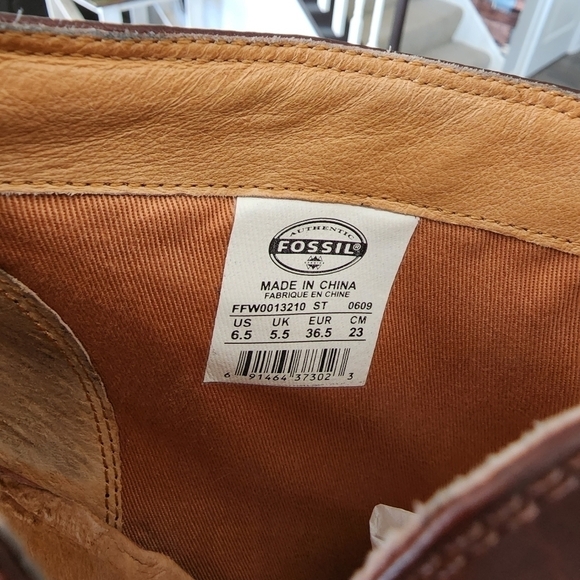 AUTHENTIC
FOSSIL
MADE IN CHINA
FABRIQUE EN CHINE
FFW0013210 ST 0609
US UK EUR CM
6.5 5.5 36.5 23
6 91464 37302 3